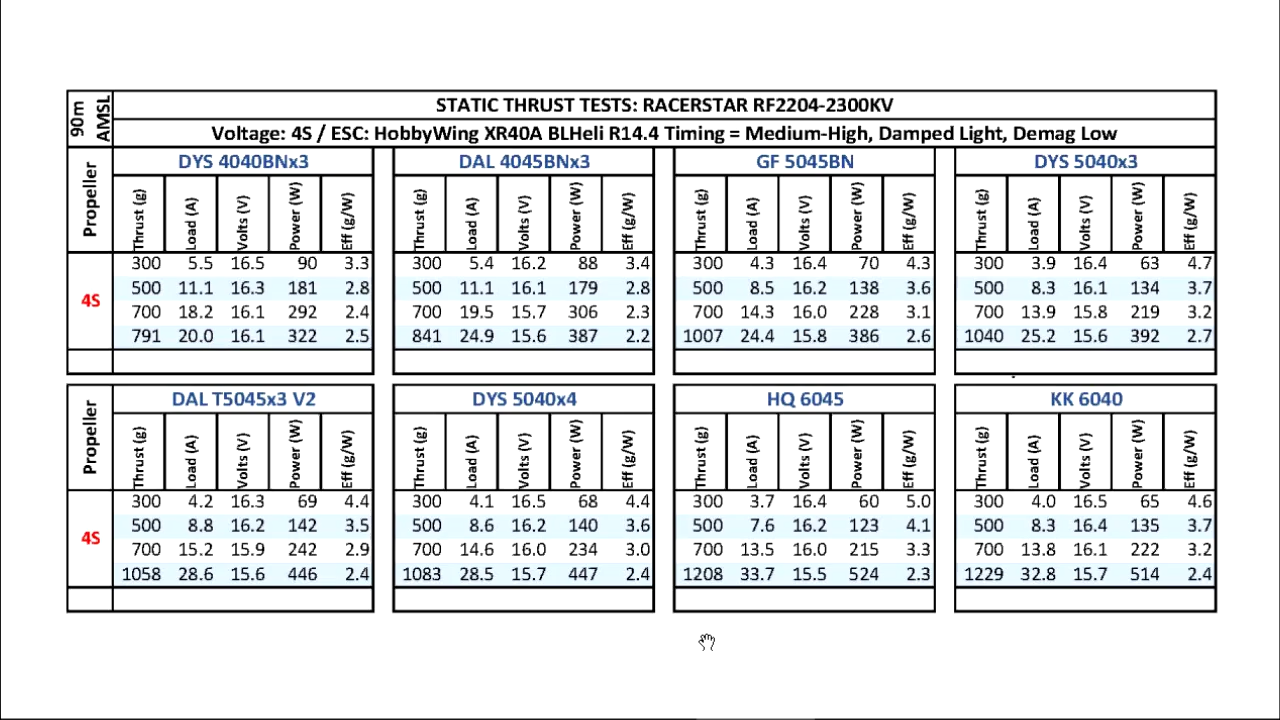 90m AMSL
STATIC THRUST TESTS: RACERSTAR RF2204-2300KV
Voltage: 4S / ESC: HobbyWing XR40A BLHeli R14.4 Timing = Medium-High, Damped Light, Demag Low
Propeller
DYS 4040BNx3 DAL 4045BNx3 GF 5045BN DYS 5040x3
Thrust (g) Load (A) Volts (V) Power (W) Eff (g/W) Thrust (g) Load (A) Volts (V) Power (W) Eff (g/W) Thrust (g) Load (A) Volts (V) Power (W) Eff (g/W) Thrust (g) Load (A) Volts (V) Power (W) Eff (g/W)
4S
300 5.5 16.5 90 3.3 300 5.4 16.2 88 3.4 300 4.3 16.4 70 4.3 300 3.9 16.4 63 4.7
500 11.1 16.3 181 2.8 500 11.1 16.1 179 2.8 500 8.5 16.2 138 3.6 500 8.3 16.1 134 3.7
700 18.2 16.1 292 2.4 700 19.5 15.7 306 2.3 700 14.3 16.0 228 3.1 700 13.9 15.8 219 3.2
791 20.0 16.1 322 2.5 841 24.9 15.6 387 2.2 1007 24.4 15.8 386 2.6 1040 25.2 15.6 392 2.7
Propeller
DAL T5045x3 V2 DYS 5040x4 HQ 6045 KK 6040
Thrust (g) Load (A) Volts (V) Power (W) Eff (g/W) Thrust (g) Load (A) Volts (V) Power (W) Eff (g/W) Thrust (g) Load (A) Volts (V) Power (W) Eff (g/W) Thrust (g) Load (A) Volts (V) Power (W) Eff (g/W)
4S
300 4.2 16.3 69 4.4 300 4.1 16.5 68 4.4 300 3.7 16.4 60 5.0 300 4.0 16.5 65 4.6
500 8.8 16.2 142 3.5 500 8.6 16.2 140 3.6 500 7.6 16.2 123 4.1 500 8.3 16.4 135 3.7
700 15.2 15.9 242 2.9 700 14.6 16.0 234 3.0 700 13.5 16.0 215 3.3 700 13.8 16.1 222 3.2
1058 28.6 15.6 446 2.4 1083 28.5 15.7 447 2.4 1208 33.7 15.5 524 2.3 1229 32.8 15.7 514 2.4